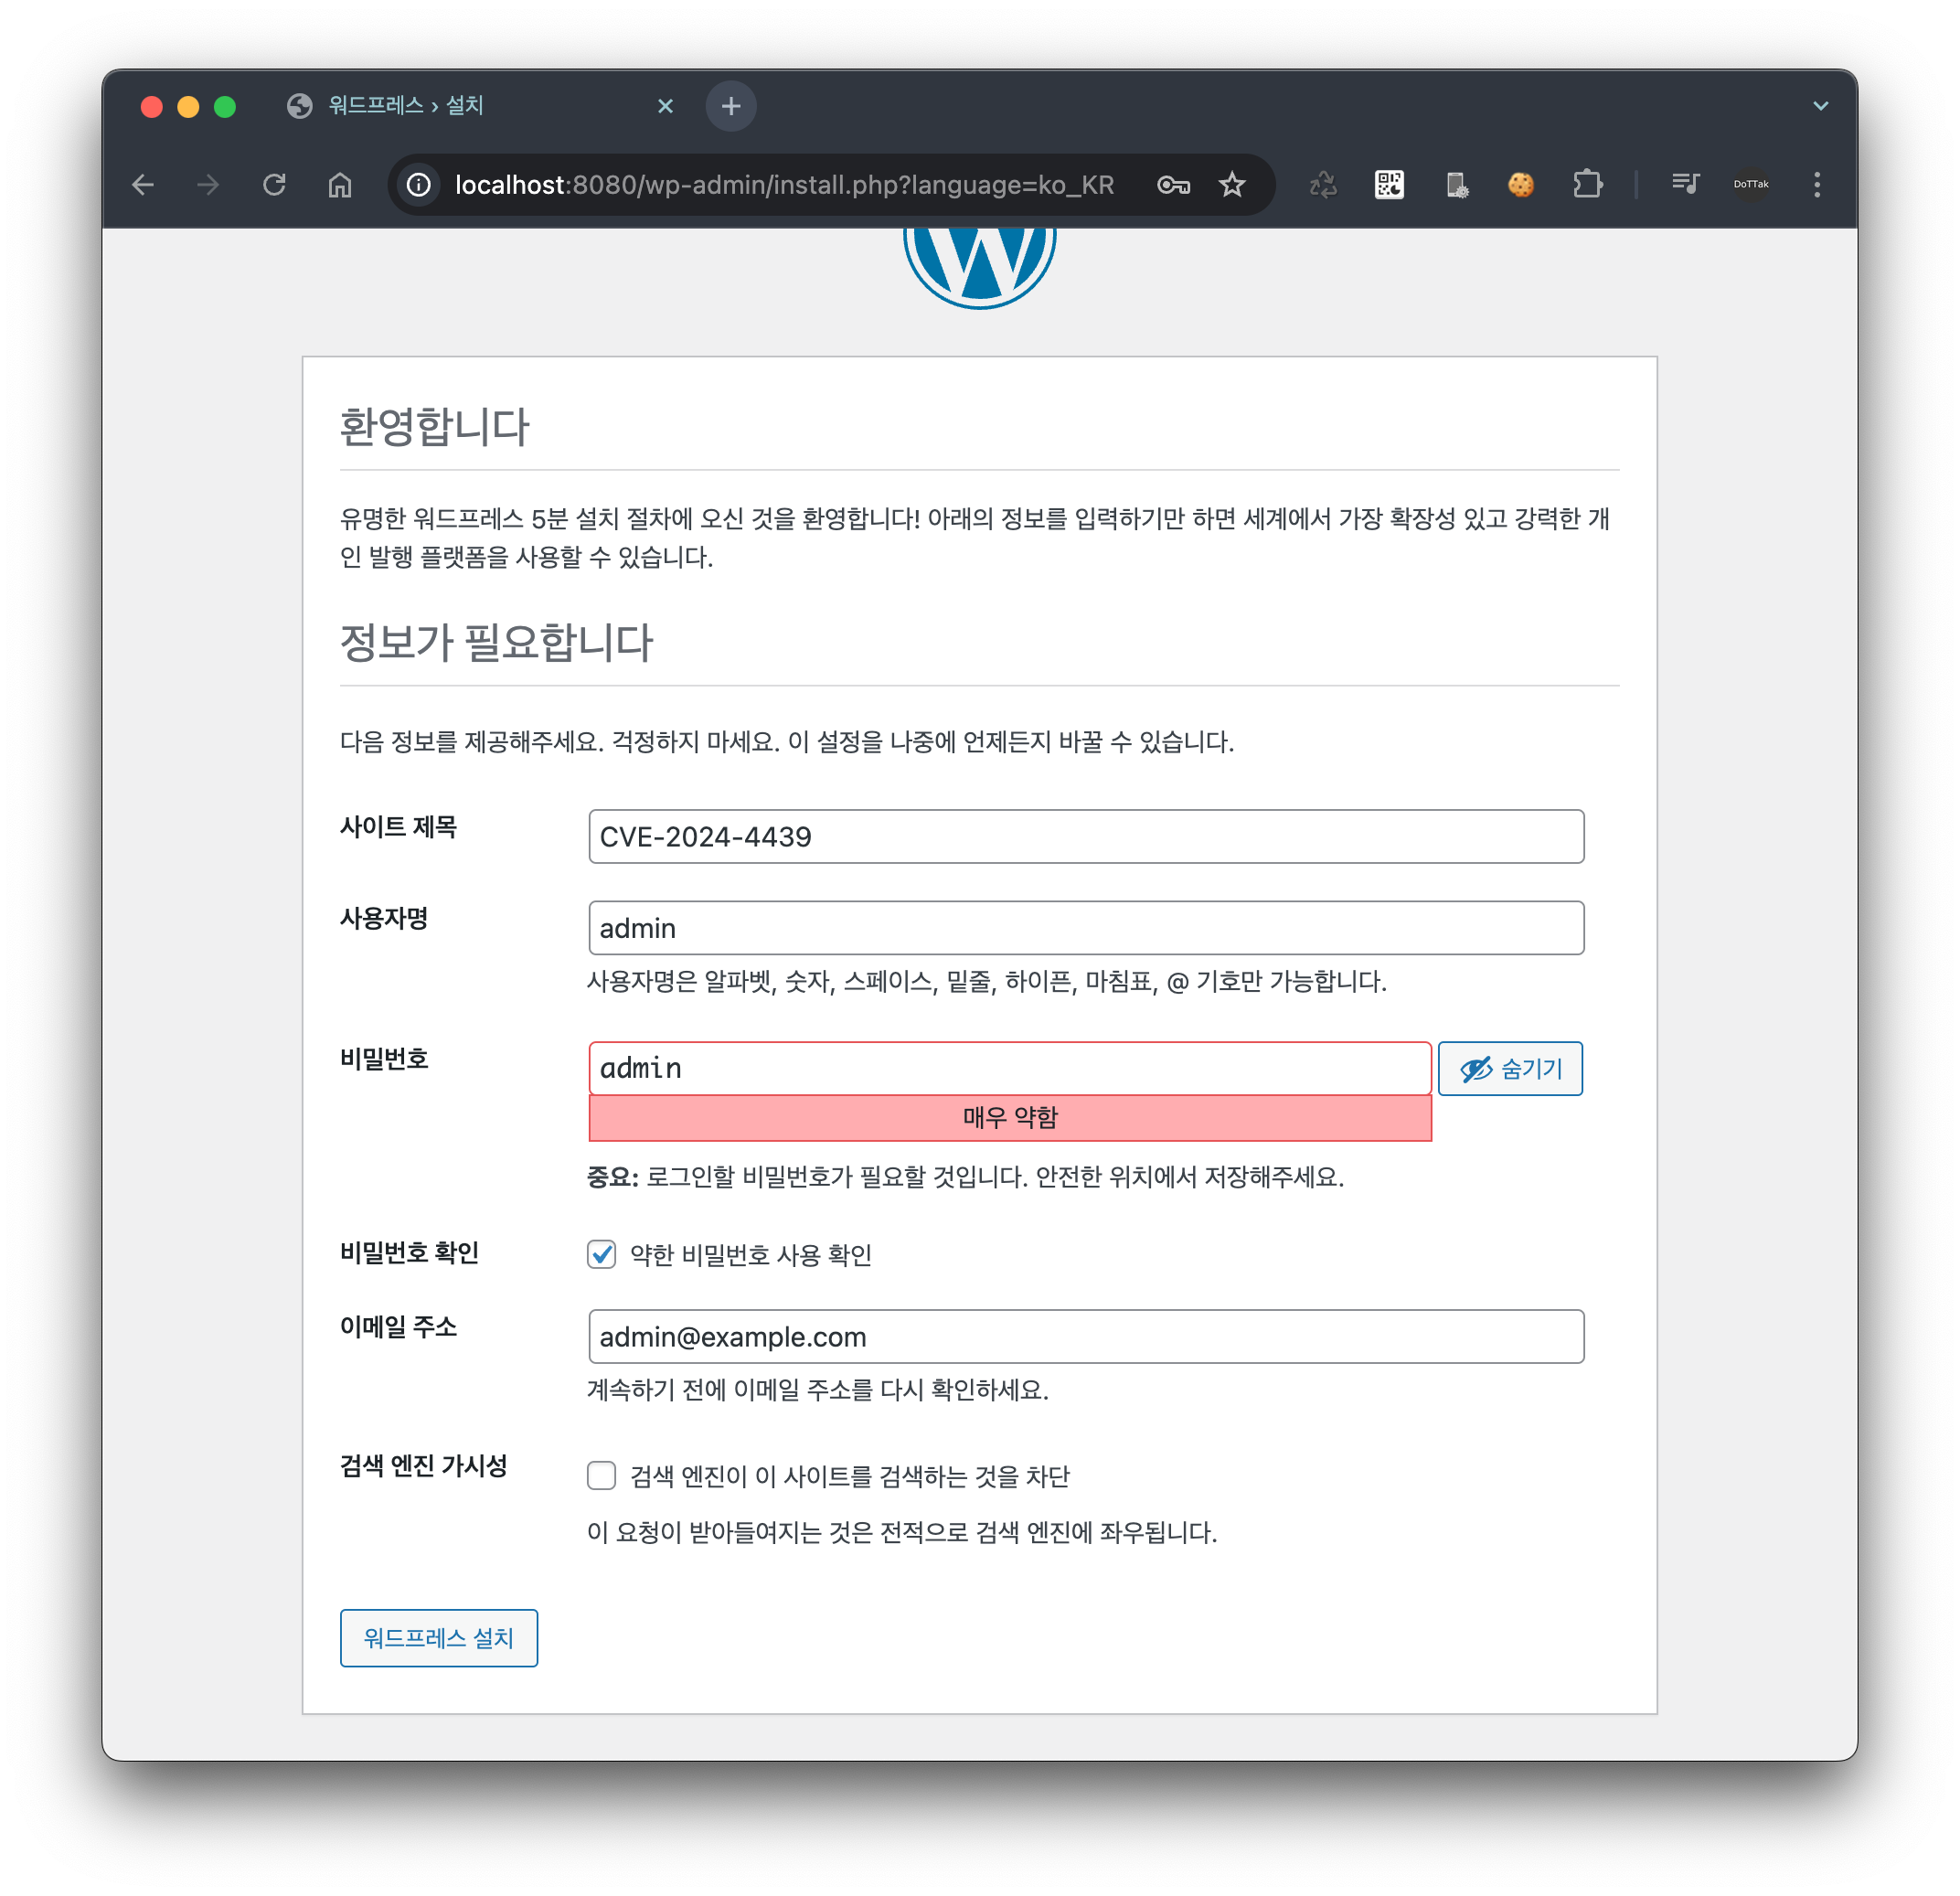 워드프레스 › 설치
localhost:8080/wp-admin/install.php?language=ko_KR
DoTTak
환영합니다
유명한 워드프레스 5분 설치 절차에 오신 것을 환영합니다! 아래의 정보를 입력하기만 하면 세계에서 가장 확장성 있고 강력한 개
인 발행 플랫폼을 사용할 수 있습니다.
정보가 필요합니다
다음 정보를 제공해주세요. 걱정하지 마세요. 이 설정을 나중에 언제든지 바꿀 수 있습니다.
사이트 제목
CVE-2024-4439
사용자명
admin
사용자명은 알파벳, 숫자, 스페이스, 밑줄, 하이픈, 마침표, @ 기호만 가능합니다.
비밀번호
admin
숨기기
매우 약함
중요: 로그인할 비밀번호가 필요할 것입니다. 안전한 위치에서 저장해주세요.
비밀번호 확인
약한 비밀번호 사용 확인
이메일 주소
admin@example.com
계속하기 전에 이메일 주소를 다시 확인하세요.
검색 엔진 가시성
검색 엔진이 이 사이트를 검색하는 것을 차단
이 요청이 받아들여지는 것은 전적으로 검색 엔진에 좌우됩니다.
워드프레스 설치